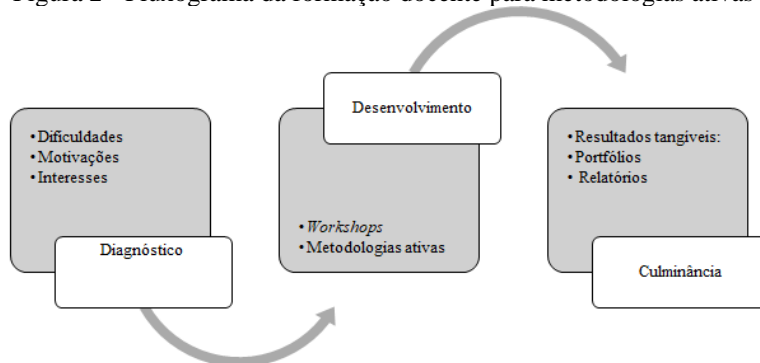 Figura 2 - Fluxograma da formação docente para metodologias ativas
• Dificuldades
• Motivações
• Interesses
Diagnóstico
Desenvolvimento
• Workshops
• Metodologias ativas
• Resultados tangíveis:
• Portfólios
• Relatórios
Culminância